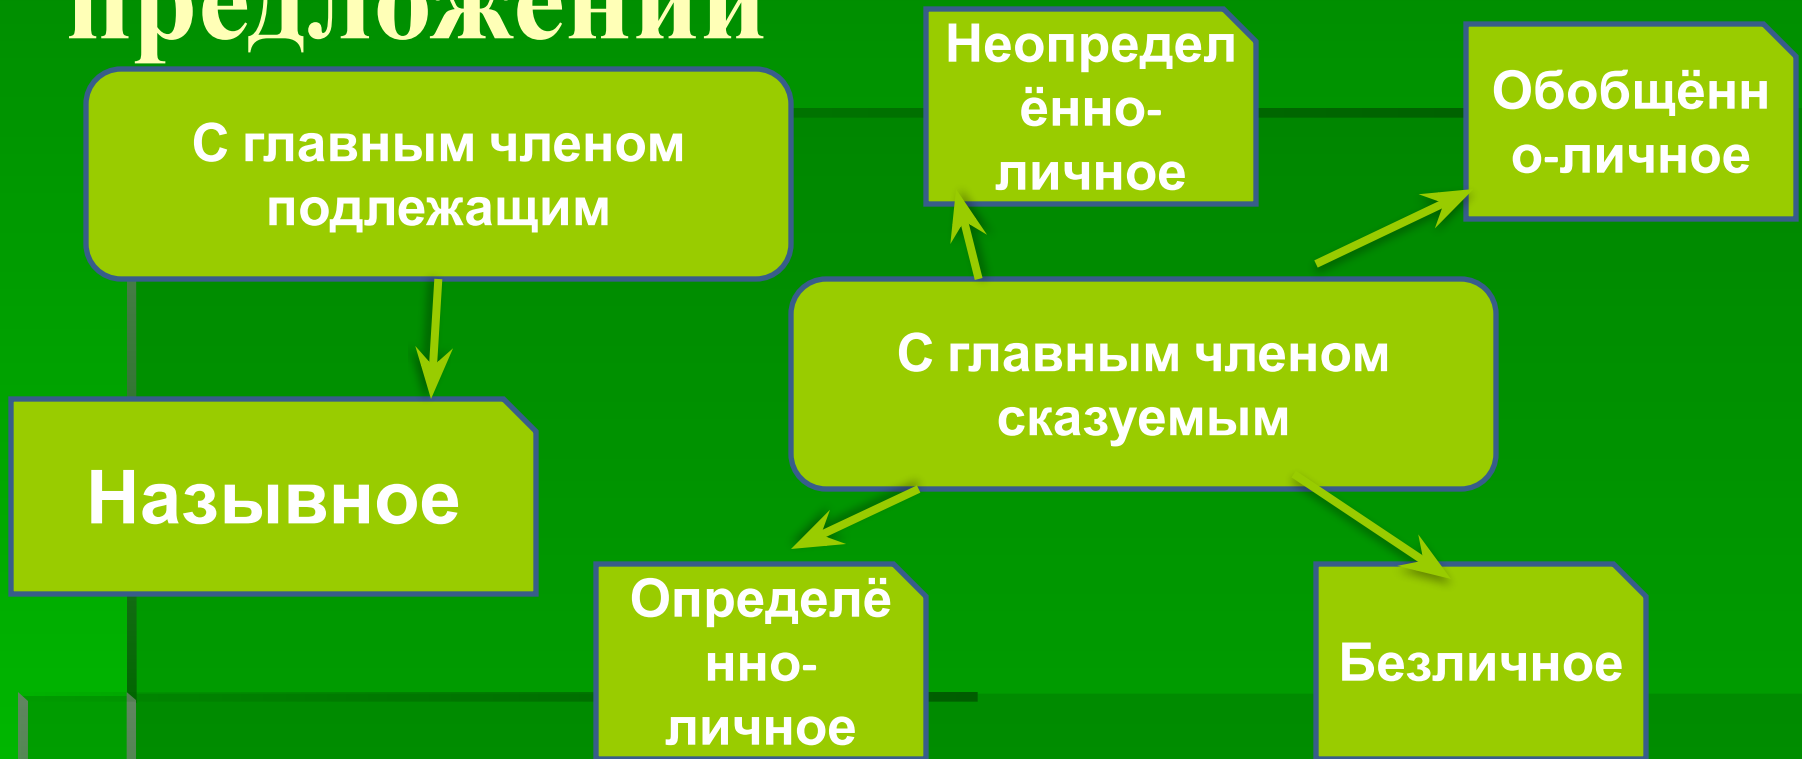 предложений
С главным членом
подлежащим
Неопредел
ённо-
личное
Обобщённ
о-личное
С главным членом
сказуемым
Назывное
Определё
нно-
личное
Безличное